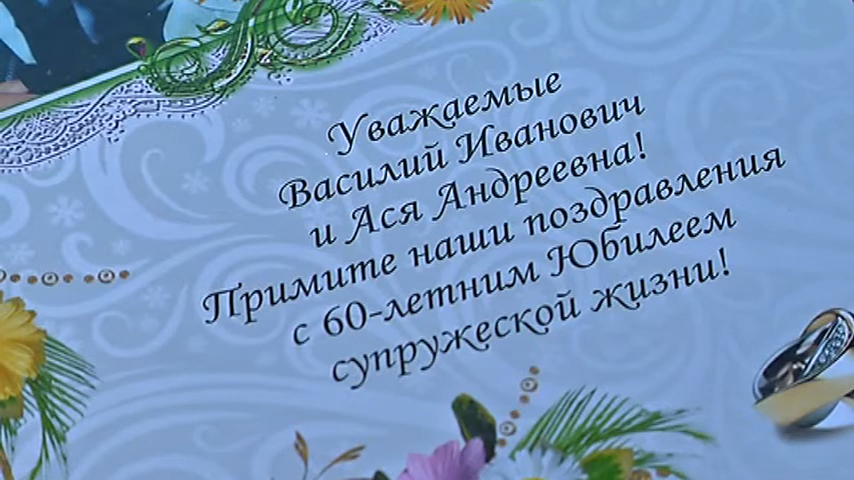 Уважаемые
Василий Иванович
и Ася Андреевна!
Примите наши поздравления
с 60-летним Юбилеем
супружеской жизни!